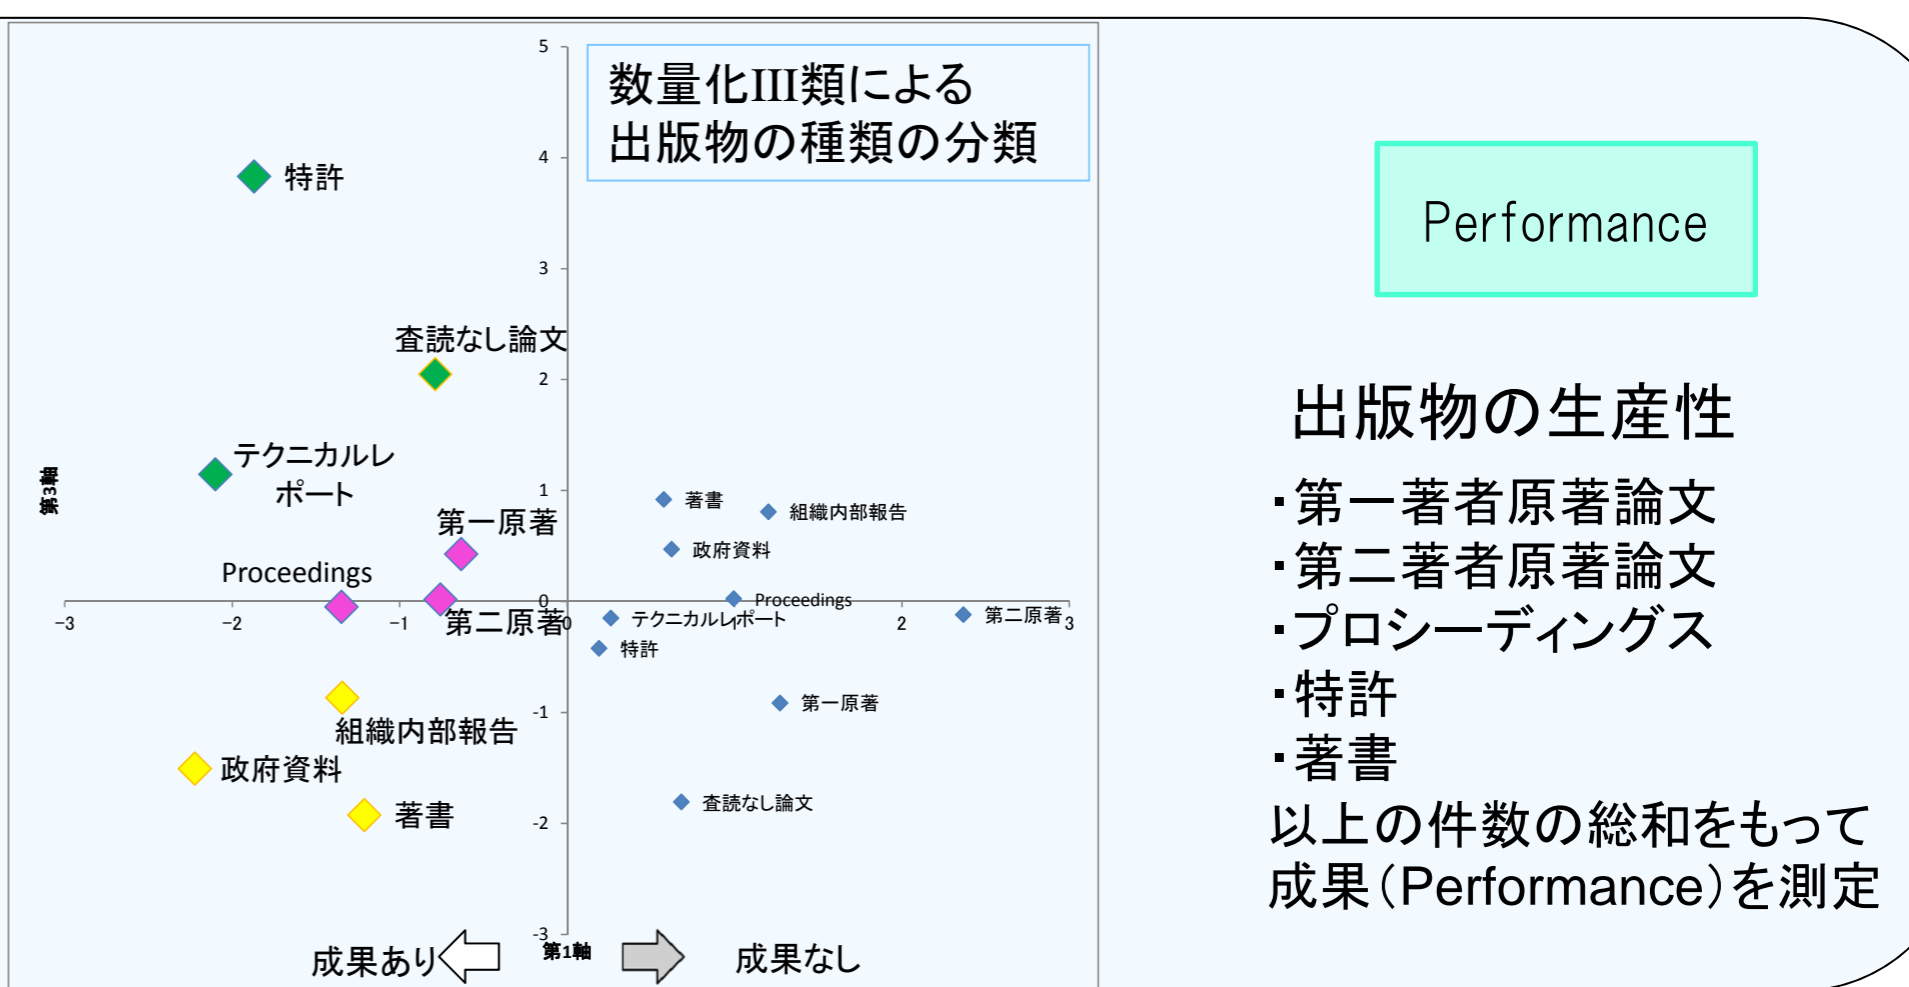 数量化III類による
出版物の種類の分類
5
4
3
2
1
0
-1
-2
-3
第3軸
-3
-2
-1
0
1
2
3
第1軸
特許
査読なし論文
テクニカルレ
ポート
第一原著
Proceedings
第二原著
組織内部報告
政府資料
著書
著書
組織内部報告
政府資料
Proceedings
テクニカルレポート
第二原著
特許
第一原著
査読なし論文
成果あり
成果なし
Performance
出版物の生産性
・第一著者原著論文
・第二著者原著論文
・プロシーディングス
・特許
・著書
以上の件数の総和をもって
成果(Performance)を測定